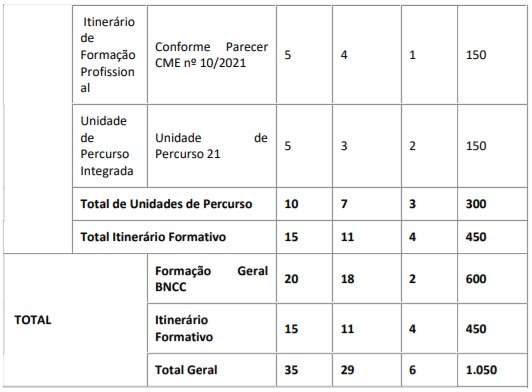 Itinerário
de
Formação
Profission
al
Conforme Parecer
CME nº 10/2021
5
4
1
150
Unidade
de
Percurso
Integrada
Unidade de
Percurso 21
5
3
2
150
Total de Unidades de Percurso
10
7
3
300
Total Itinerário Formativo
15
11
4
450
TOTAL
Formação Geral
BNCC
20
18
2
600
Itinerário
Formativo
15
11
4
450
Total Geral
35
29
6
1.050